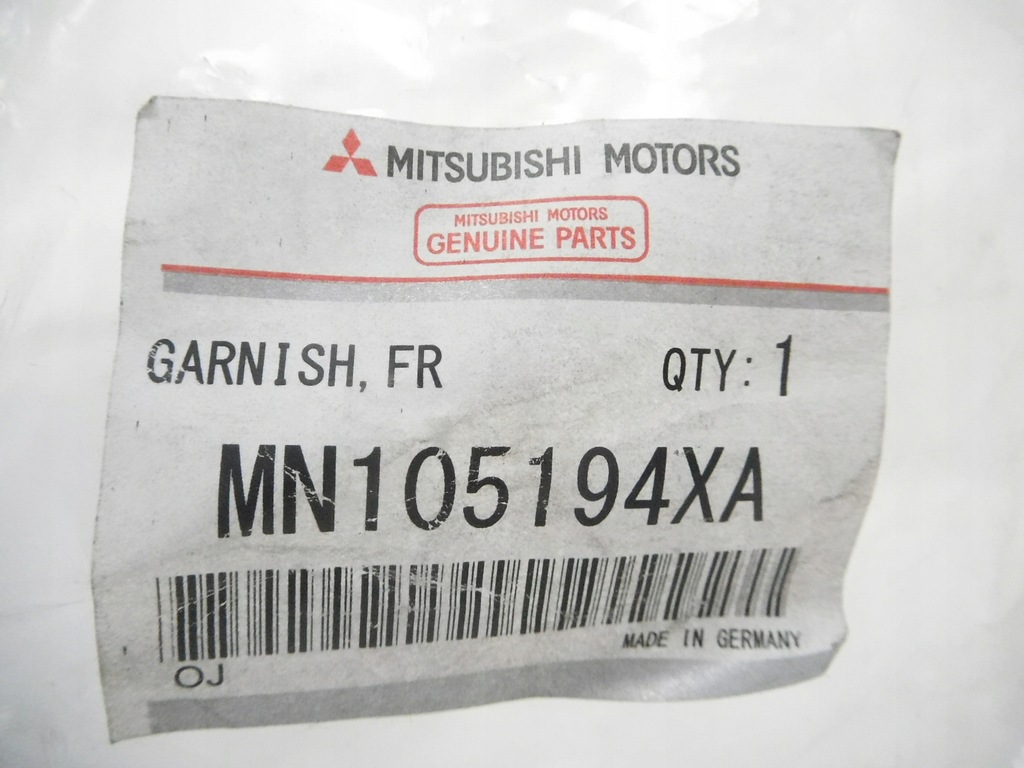 MITSUBISHI MOTORS
MITSUBISHI MOTORS
GENUINE PARTS
GARNISH, FR QTY: 1
MN105194XA
MADE IN GERMANY
OJ